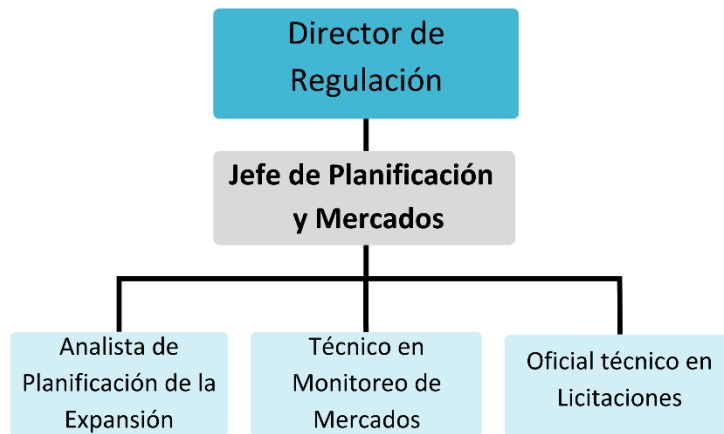 Director de
Regulación
Jefe de Planificación
y Mercados
Analista de
Planificación de la
Expansión
Técnico en
Monitoreo de
Mercados
Oficial técnico en
Licitaciones